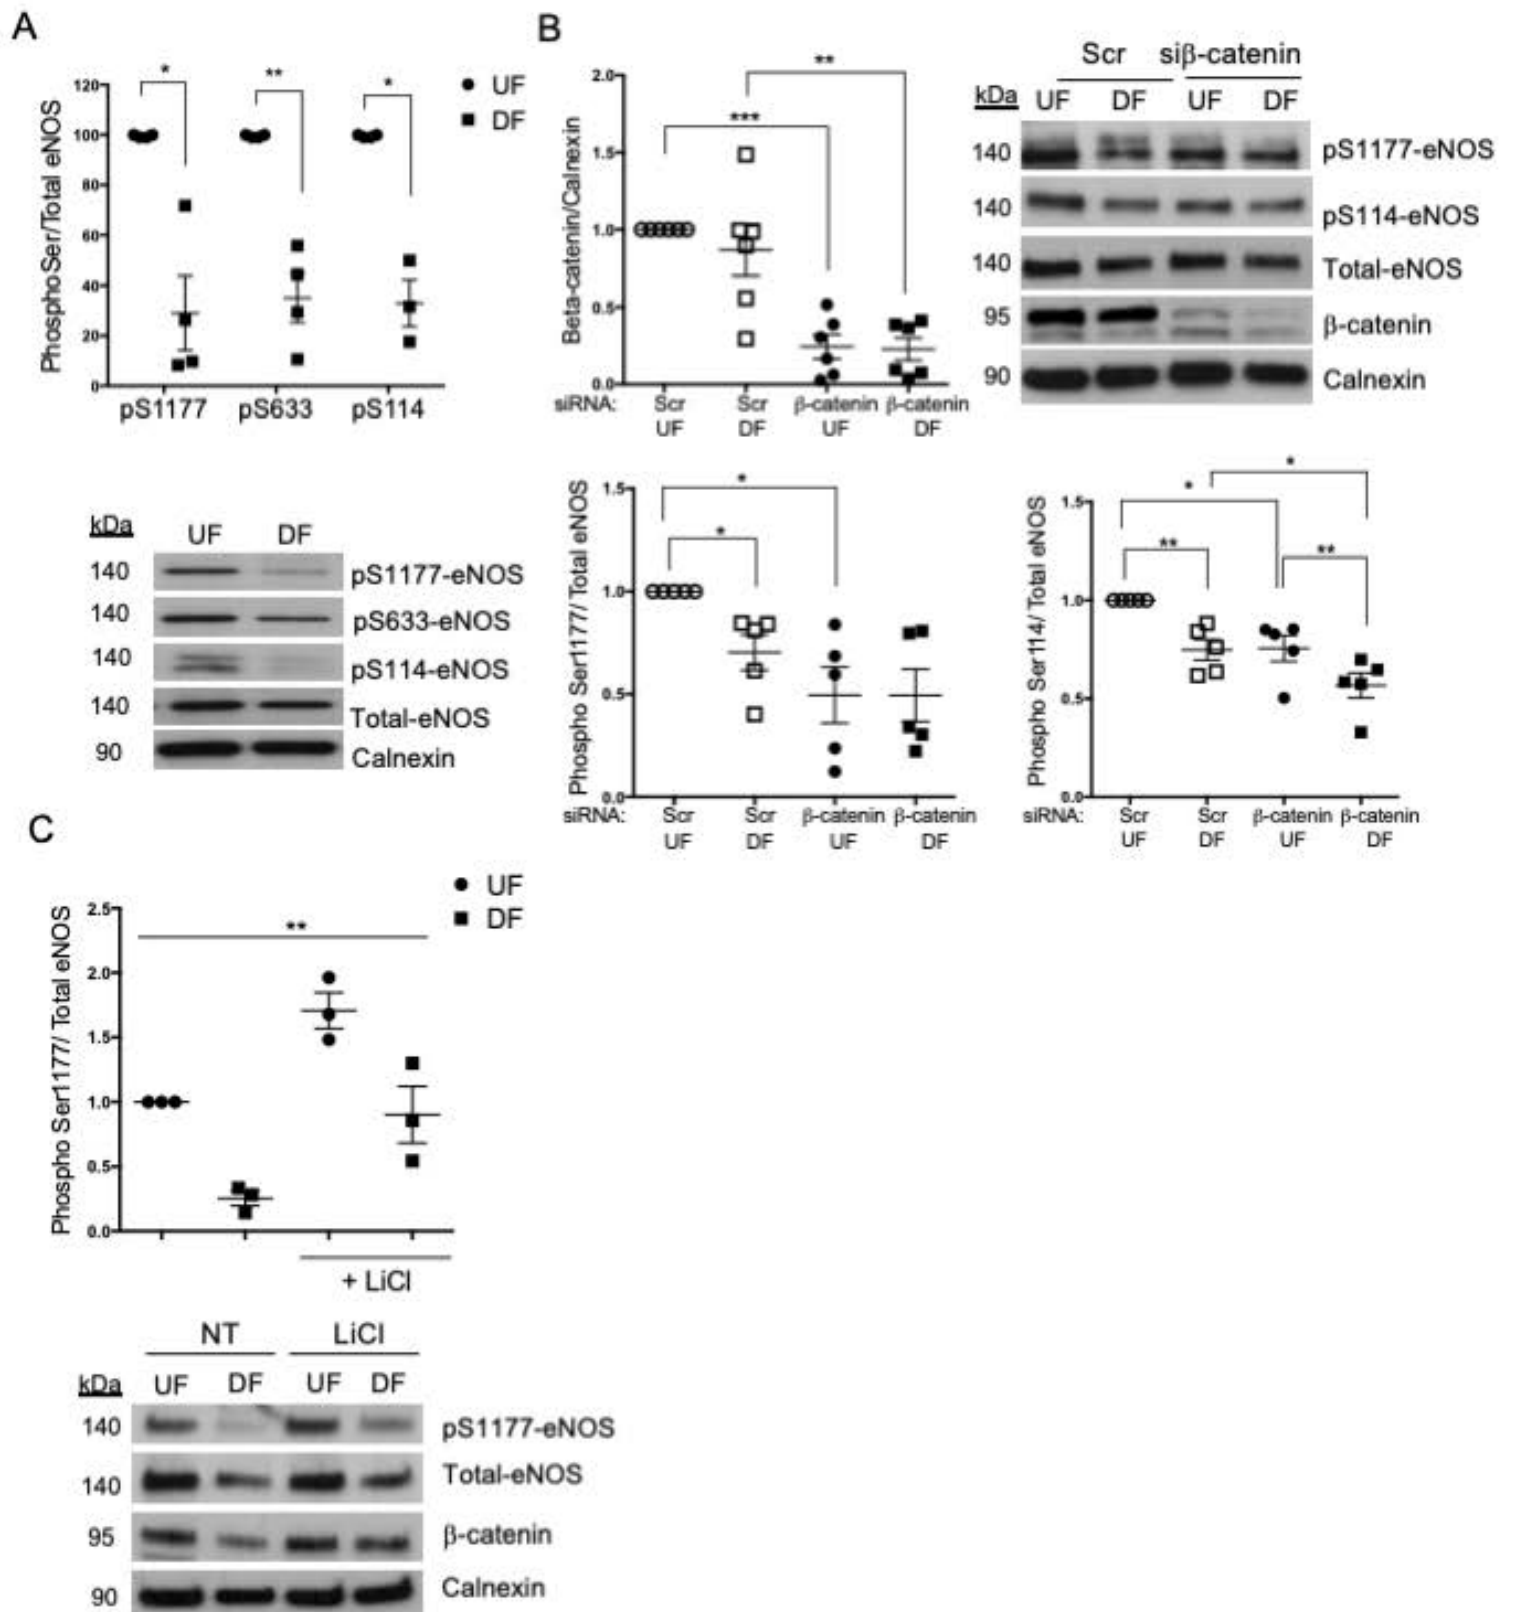 A
PhosphoSer/Total eNOS
120
100
80
60
40
20
0
* ** *
UF
DF
pS1177 pS633 pS114
kDa UF DF
140 pS1177-eNOS
140 pS633-eNOS
140 pS114-eNOS
140 Total-eNOS
90 Calnexin
B
Beta-catenin/Calnexin
2.0
1.5
1.0
0.5
0.0
**
***
siRNA: Scr Scr β-catenin β-catenin
UF DF UF DF
Scr siβ-catenin
kDa UF DF UF DF
140 pS1177-eNOS
140 pS114-eNOS
140 Total-eNOS
95 β-catenin
90 Calnexin
Phospho Ser1177/ Total eNOS
1.5
1.0
0.5
0.0
*
*
siRNA: Scr Scr β-catenin β-catenin
UF DF UF DF
Phospho Ser114/ Total eNOS
1.5
1.0
0.5
0.0
*
*
** **
siRNA: Scr Scr β-catenin β-catenin
UF DF UF DF
C
Phospho Ser1177/ Total eNOS
2.5
2.0
1.5
1.0
0.5
0.0
**
UF
DF
+ LiCl
NT LiCl
kDa UF DF UF DF
140 pS1177-eNOS
140 Total-eNOS
95 β-catenin
90 Calnexin